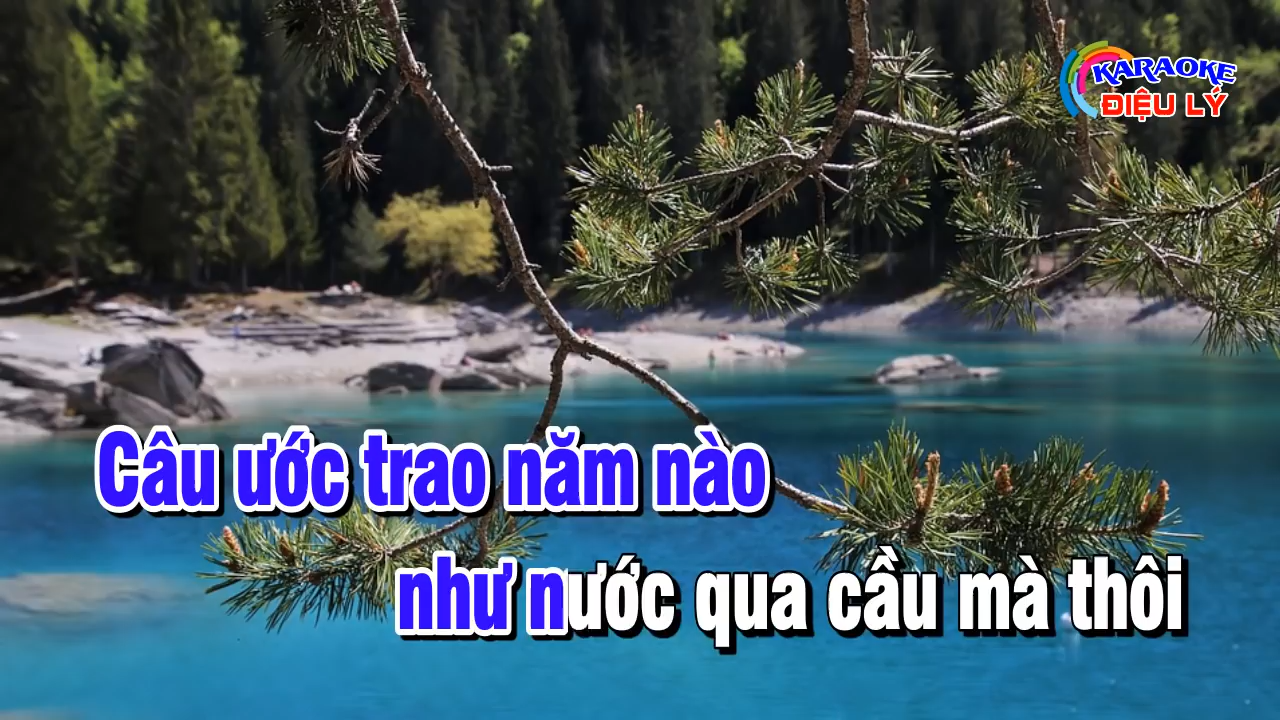 KARAOKE
ĐIỆU LÝ
Câu ước trao năm nào
như nước qua cầu mà thôi